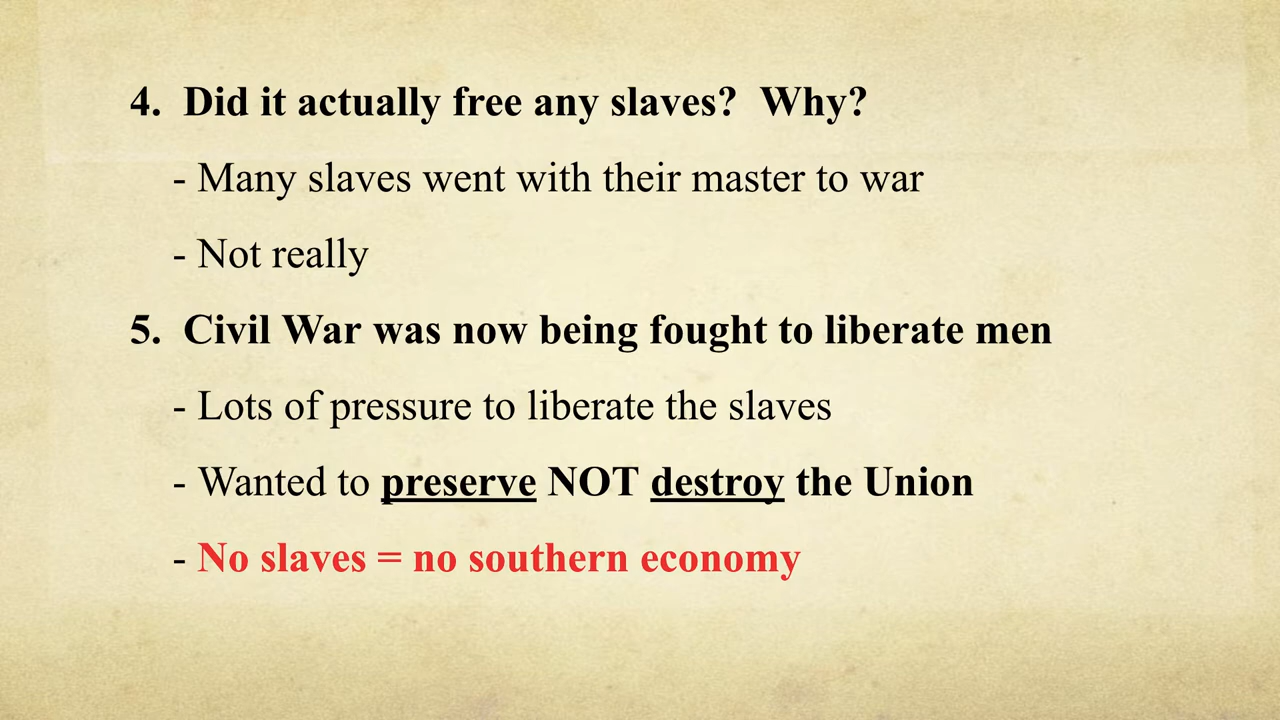 4. Did it actually free any slaves? Why?
- Many slaves went with their master to war
- Not really
5. Civil War was now being fought to liberate men
- Lots of pressure to liberate the slaves
- Wanted to preserve NOT destroy the Union
- No slaves = no southern economy